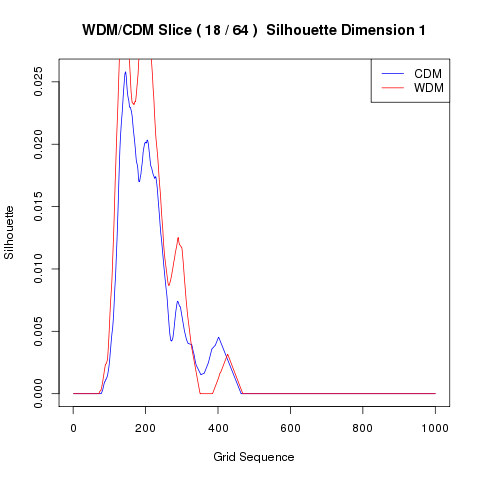 WDM/CDM Slice ( 18 / 64 )  Silhouette Dimension 1
CDM
WDM
Silhouette
0.025
0.020
0.015
0.010
0.005
0.000
0 200 400 600 800 1000
Grid Sequence